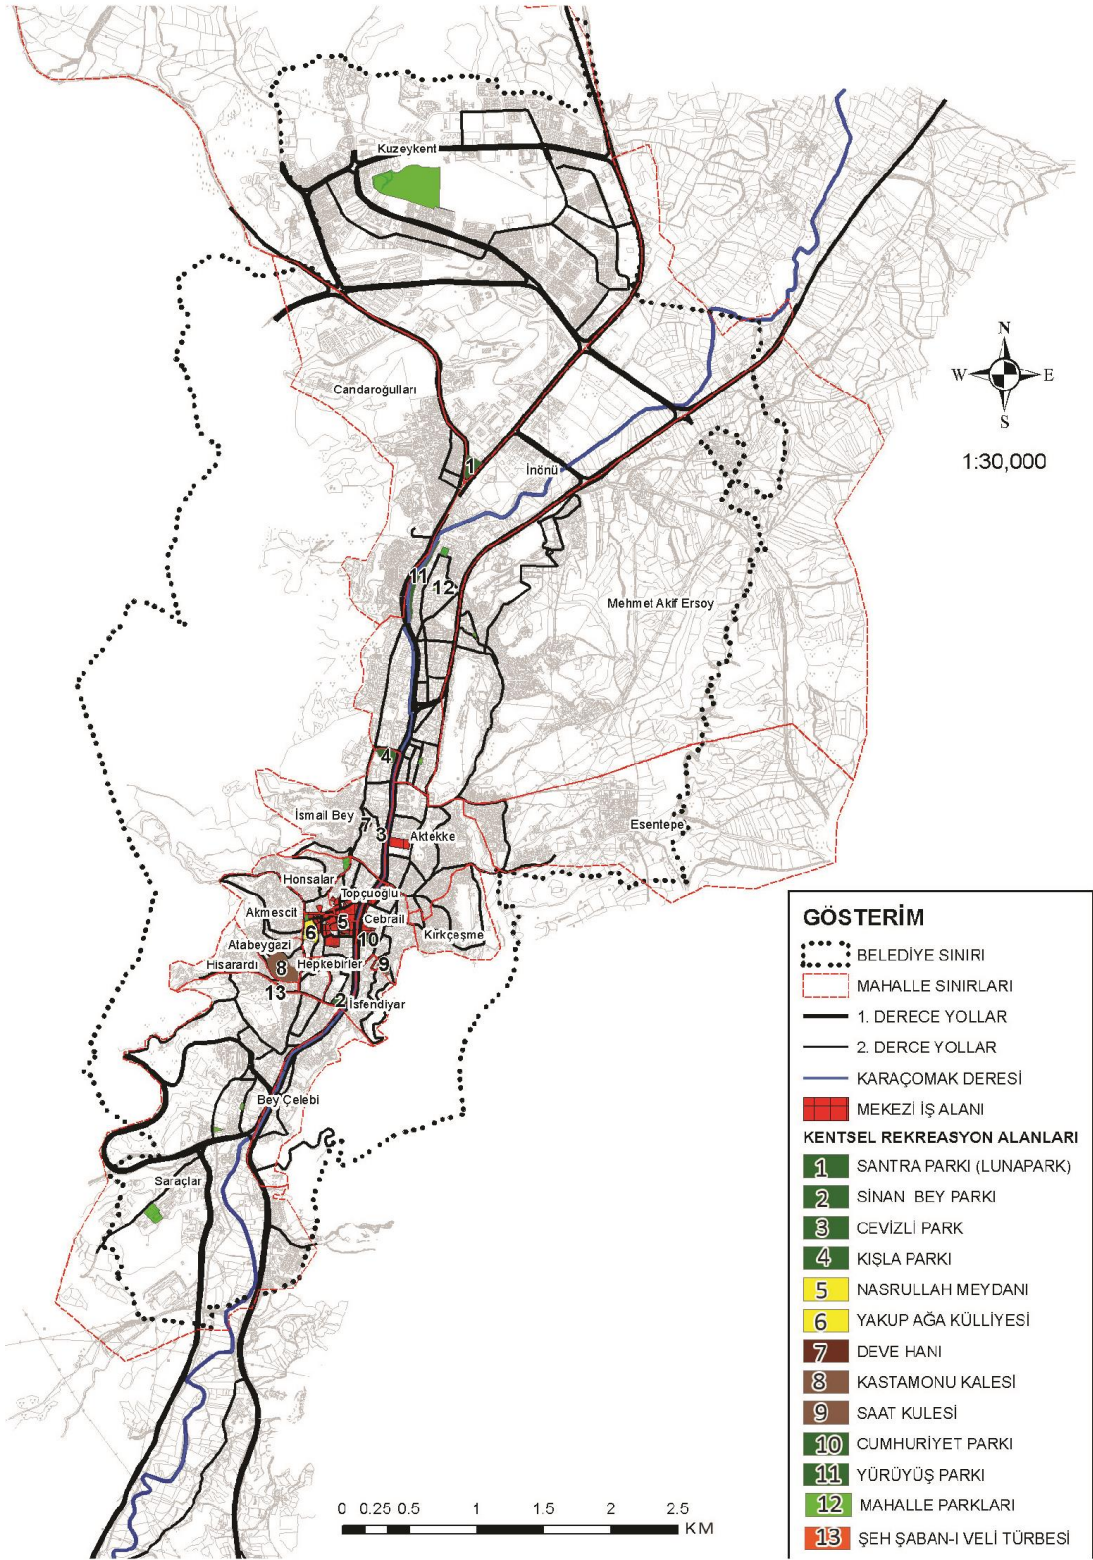 Kuzeykent
N
W E
S
1:30,000
Candaroğulları
1
İnönü
11
12
Mehmet Akif Ersoy
4
İsmail Bey
7
3
Aktekke
Esentepe
Honsalar
Topçuoğlu
Akmescit
5
Cebrail
6
10
Kırkçeşme
Atabeygazi
Hisarardı
8
Hepkebirler
9
13
2
İsfendiyar
Bey Çelebi
Saraçlar
GÖSTERİM
BELEDİYE SINIRI
MAHALLE SINIRLARI
1. DERECE YOLLAR
2. DERCE YOLLAR
KARAÇOMAK DERESİ
MEKEZİ İŞ ALANI
KENTSEL REKREASYON ALANLARI
1 SANTRA PARKI (LUNAPARK)
2 SİNAN BEY PARKI
3 CEVİZLİ PARK
4 KIŞLA PARKI
5 NASRULLAH MEYDANI
6 YAKUP AĞA KÜLLİYESİ
7 DEVE HANI
8 KASTAMONU KALESİ
9 SAAT KULESİ
10 CUMHURİYET PARKI
11 YÜRÜYÜŞ PARKI
12 MAHALLE PARKLARI
13 ŞEH ŞABAN-I VELİ TÜRBESİ
0 0.25 0.5 1 1.5 2 2.5
KM